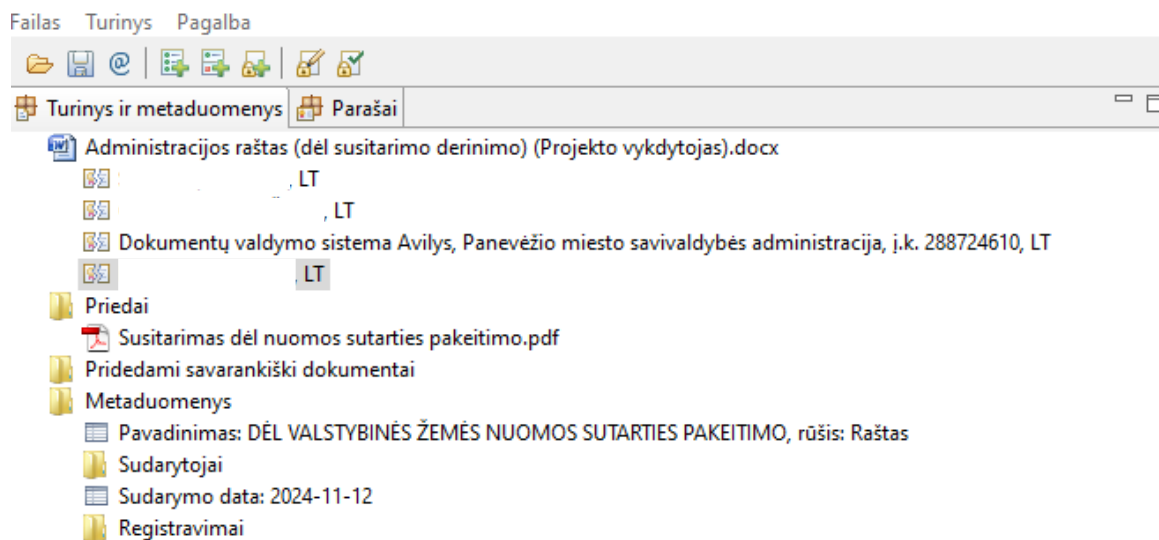 Failas Turinys Pagalba
Turinys ir metaduomenys Parašai
Administracijos raštas (dėl susitarimo derinimo) (Projekto vykdytojas).docx
, LT
, LT
Dokumentų valdymo sistema Avilys, Panevėžio miesto savivaldybės administracija, į.k. 288724610, LT
, LT
Priedai
Susitarimas dėl nuomos sutarties pakeitimo.pdf
Pridedami savarankiški dokumentai
Metaduomenys
Pavadinimas: DĖL VALSTYBINĖS ŽEMĖS NUOMOS SUTARTIES PAKEITIMO, rūšis: Raštas
Sudarytojai
Sudarymo data: 2024-11-12
Registravimai